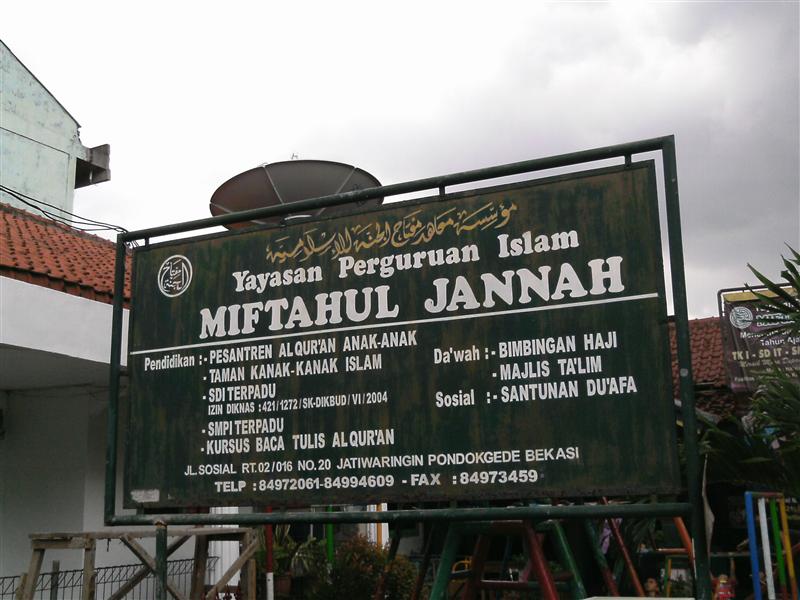 مؤسسة معاهد مفتاح الجنة الإسلامية
Yayasan Perguruan Islam
MIFTAHUL JANNAH
Pendidikan : - PESANTREN ALQUR'AN ANAK-ANAK
- TAMAN KANAK-KANAK ISLAM
- SDI TERPADU
IZIN DIKNAS : 421/1272/SK-DIKBUD/VI/2004
- SMPI TERPADU
- KURSUS BACA TULIS ALQUR'AN
Da'wah : - BIMBINGAN HAJI
- MAJLIS TA'LIM
Sosial : - SANTUNAN DU'AFA
JL.SOSIAL RT.02/016 NO.20 JATIWARINGIN PONDOKGEDE BEKASI
TELP : 84972061-84994609 - FAX : 84973459